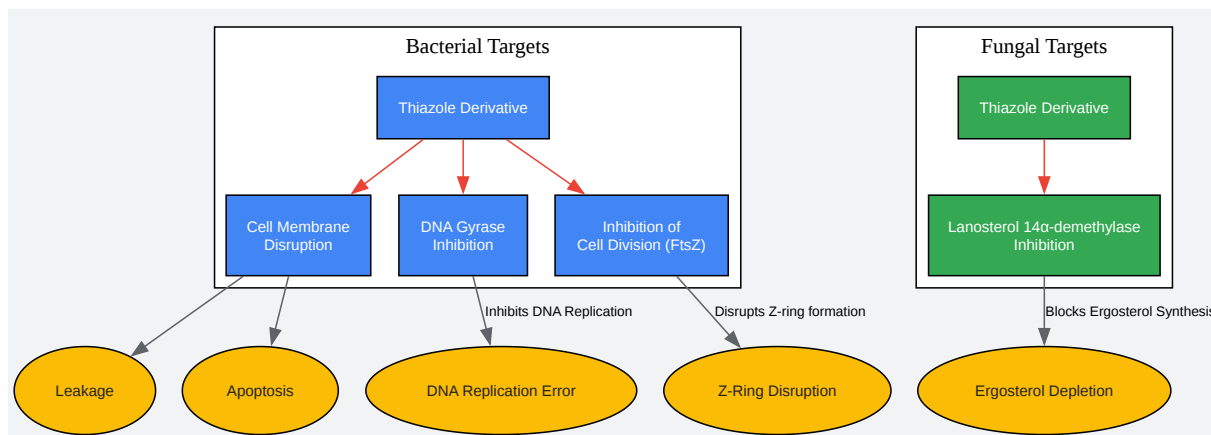 Bacterial Targets
Fungal Targets
Thiazole Derivative
Thiazole Derivative
Cell Membrane
Disruption
DNA Gyrase
Inhibition
Inhibition of
Cell Division (FtsZ)
Lanosterol 14α-demethylase
Inhibition
Inhibits DNA Replication
Disrupts Z-ring formation
Blocks Ergosterol Synthesis
Leakage
Apoptosis
DNA Replication Error
Z-Ring Disruption
Ergosterol Depletion